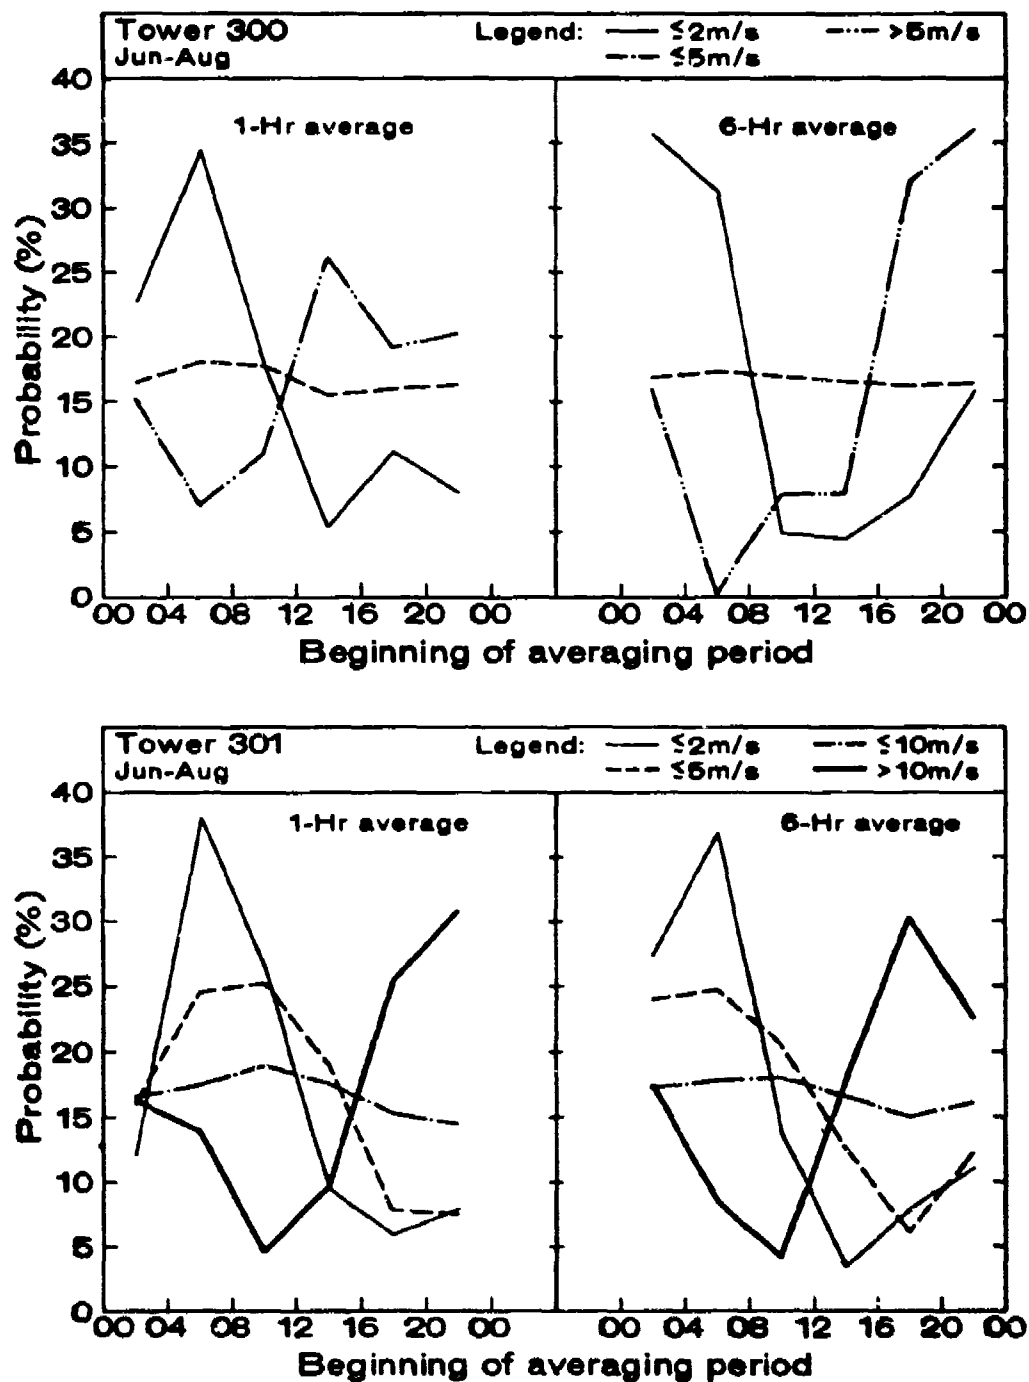 Tower 300 Legend: ≤2m/s >5m/s
Jun-Aug ≤5m/s
1-Hr average 6-Hr average
40
35
30
25
20
15
10
5
0
Probability (%)
00 04 08 12 16 20 00 00 04 08 12 16 20 00
Beginning of averaging period
Tower 301 Legend: ≤2m/s ≤10m/s
Jun-Aug ≤5m/s >10m/s
1-Hr average 6-Hr average
40
35
30
25
20
15
10
5
0
Probability (%)
00 04 08 12 16 20 00 00 04 08 12 16 20 00
Beginning of averaging period